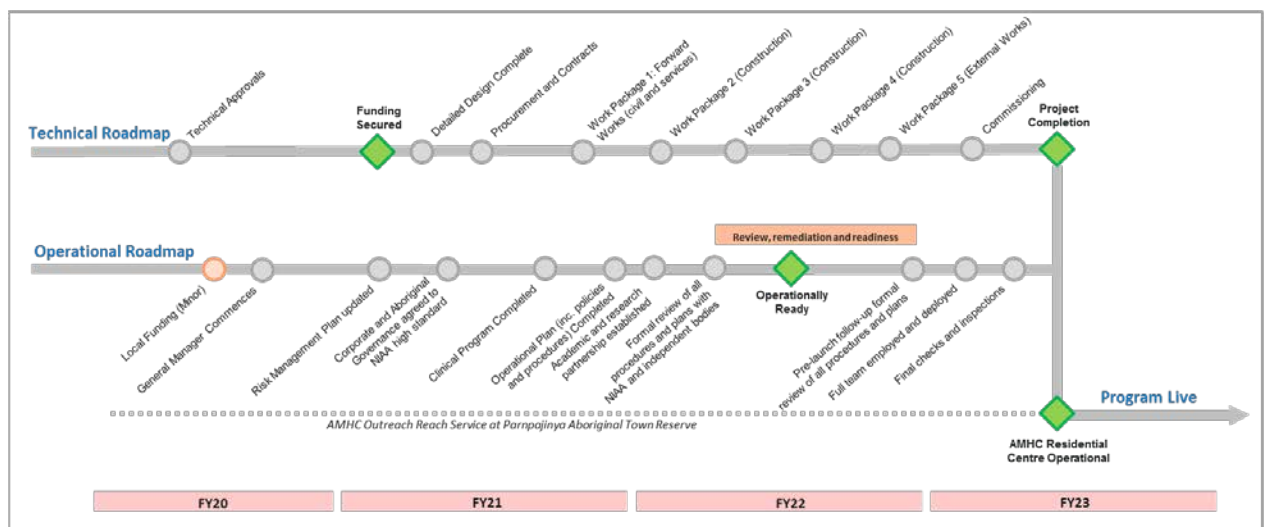 Technical Roadmap
Technical Approvals
Funding
Secured
Detailed Design Complete
Procurement and Contracts
Work Package 1: Forward
Works (civil and services)
Work Package 2 (Construction)
Work Package 3 (Construction)
Work Package 4 (Construction)
Work Package 5 (External Works)
Commissioning
Project
Completion
Operational Roadmap
Local Funding (Minor)
General Manager Commences
Risk Management Plan updated
Corporate and Aboriginal
Governance agreed to
NIAA high standard
Clinical Program Completed
Operational Plan (inc. policies
and procedures) Completed
Academic and research
partnership established
Formal review of all
procedures and plans with
NIAA and independent bodies
Review, remediation and readiness
Operationally
Ready
Pre-launch follow-up formal
review of all procedures and plans
Full team employed and deployed
Final checks and inspections
Program Live
AMHC Outreach Reach Service at Parnpajinya Aboriginal Town Reserve
AMHC Residential
Centre Operational
FY20
FY21
FY22
FY23